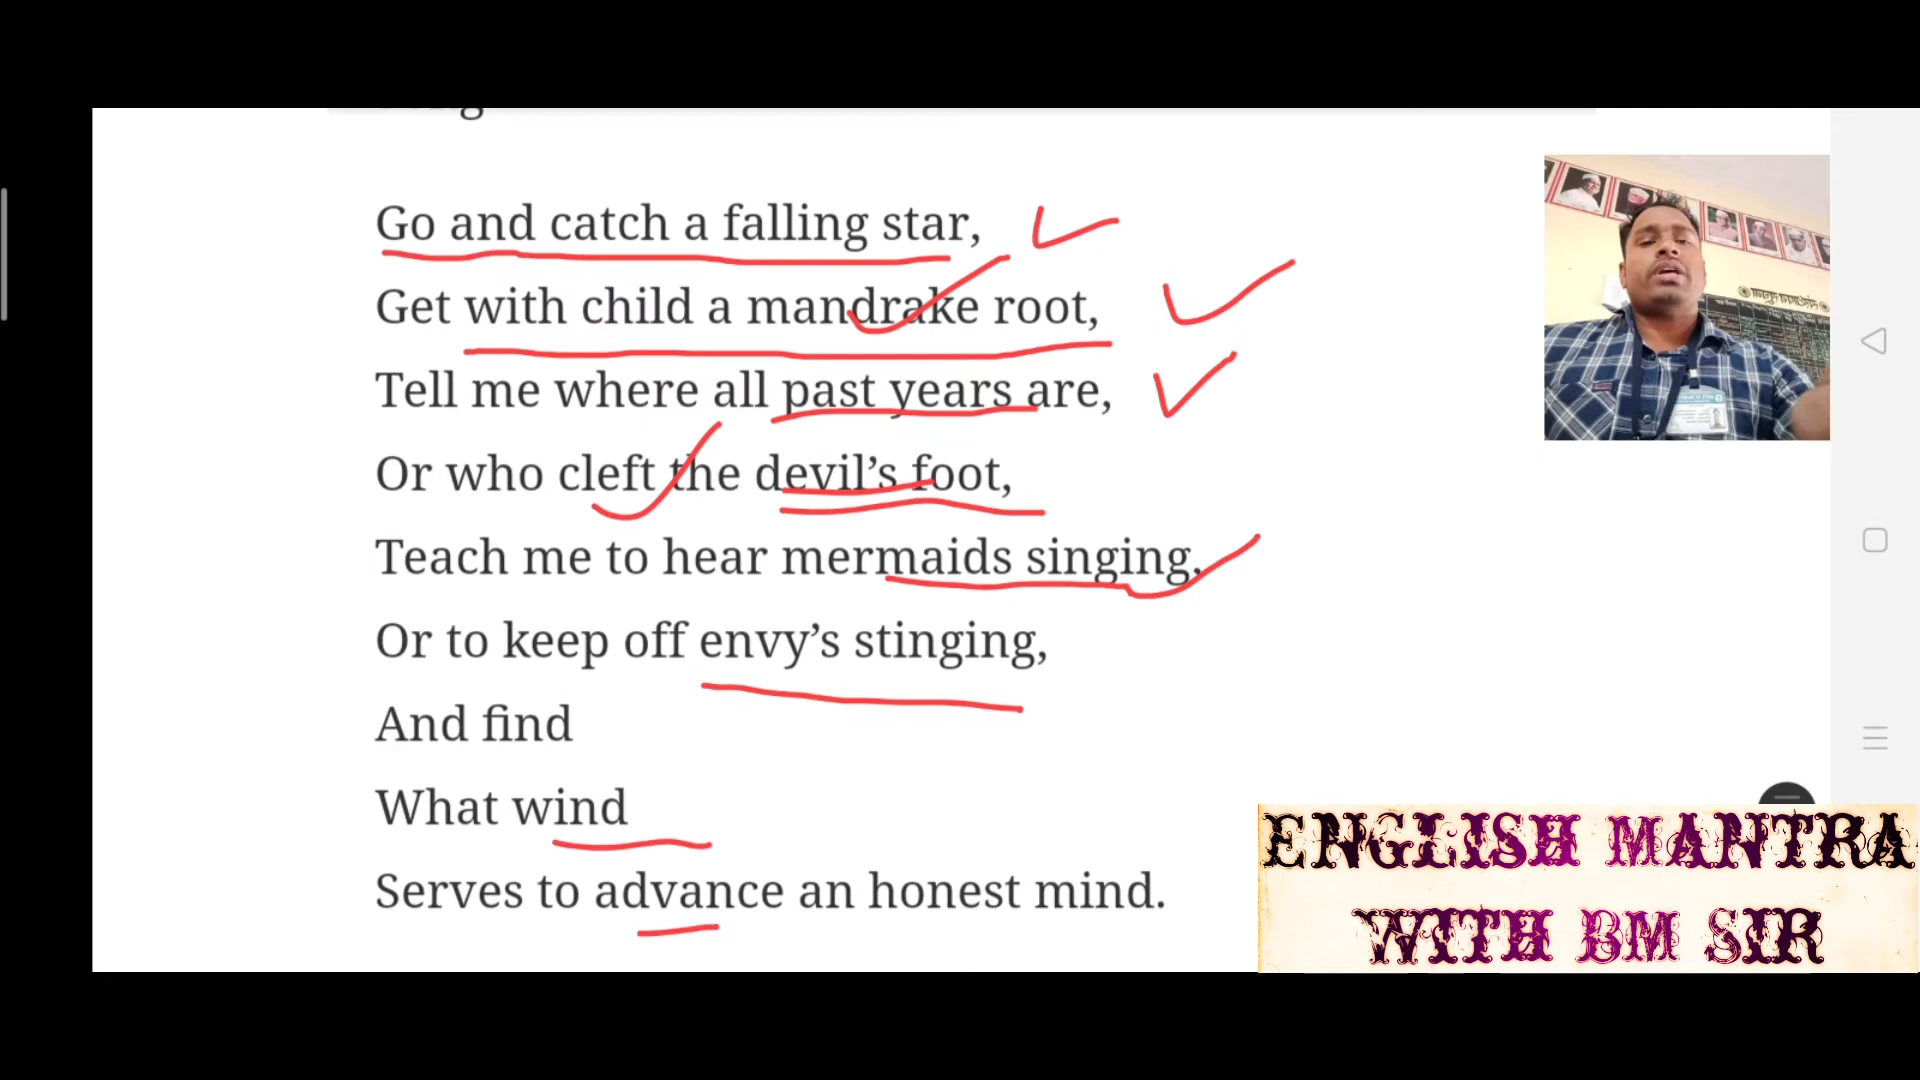 Go and catch a falling star,
Get with child a mandrake root,
Tell me where all past years are,
Or who cleft the devil’s foot,
Teach me to hear mermaids singing,
Or to keep off envy’s stinging,
And find
What wind
Serves to advance an honest mind.
ENGLISH MANTRA
WITH BM SIR